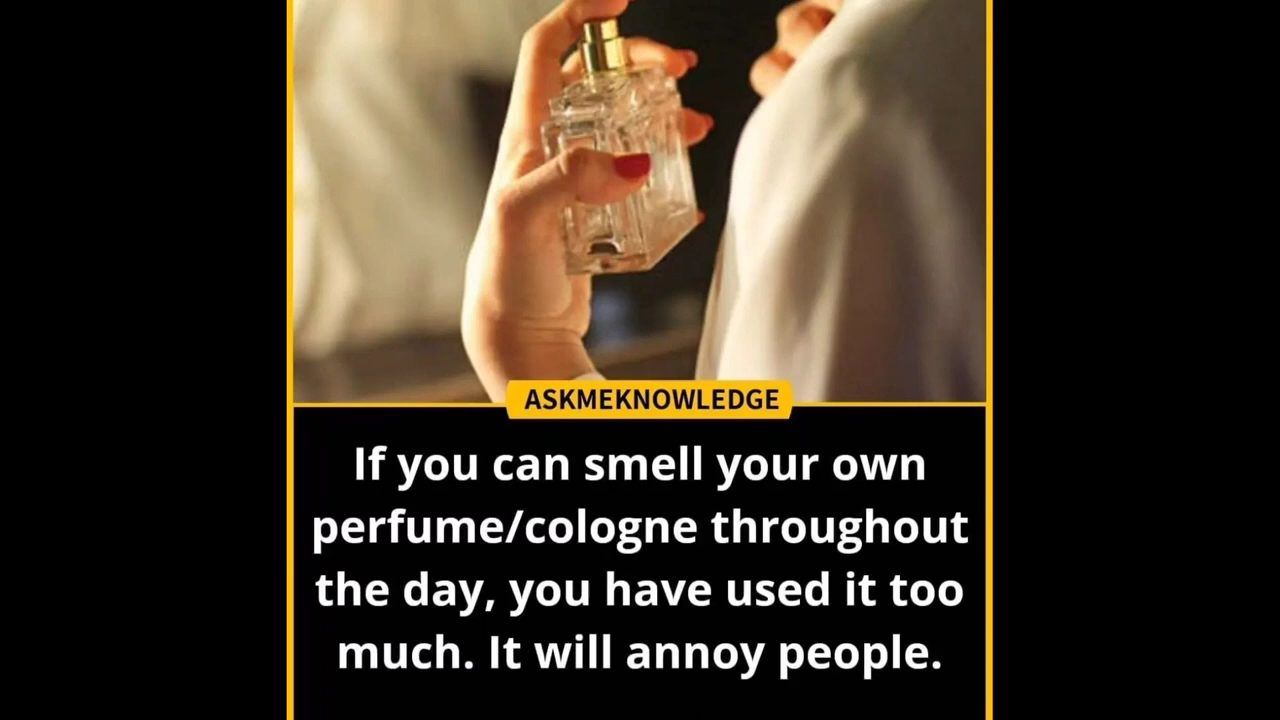 ASKMEKNOWLEDGE
If you can smell your own
perfume/cologne throughout
the day, you have used it too
much. It will annoy people.